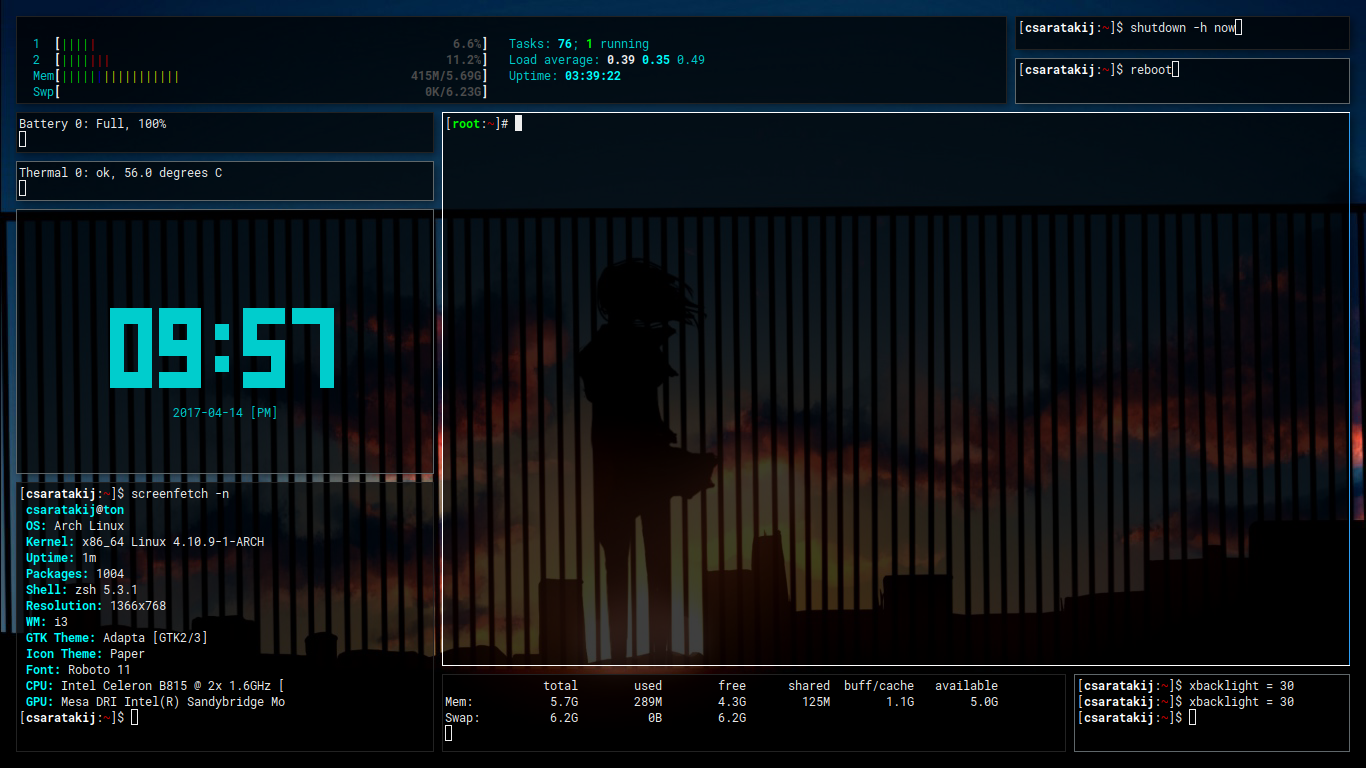 1 [||||| 6.6%] Tasks: 76; 1 running
2 [||||||| 11.2%] Load average: 0.39 0.35 0.49
Mem[||||||||||||||||| 415M/5.69G] Uptime: 03:39:22
Swp[ 0K/6.23G]
[csaratakij:~]$ shutdown -h now
[csaratakij:~]$ reboot
Battery 0: Full, 100%
Thermal 0: ok, 56.0 degrees C
[root:~]#
09:57
2017-04-14 [PM]
[csaratakij:~]$ screenfetch -n
csaratakij@ton
OS: Arch Linux
Kernel: x86_64 Linux 4.10.9-1-ARCH
Uptime: 1m
Packages: 1004
Shell: zsh 5.3.1
Resolution: 1366x768
WM: i3
GTK Theme: Adapta [GTK2/3]
Icon Theme: Paper
Font: Roboto 11
CPU: Intel Celeron B815 @ 2x 1.6GHz [
GPU: Mesa DRI Intel(R) Sandybridge Mo
[csaratakij:~]$
total used free shared buff/cache available
Mem: 5.7G 289M 4.3G 125M 1.1G 5.0G
Swap: 6.2G 0B 6.2G
[csaratakij:~]$ xbacklight = 30
[csaratakij:~]$ xbacklight = 30
[csaratakij:~]$